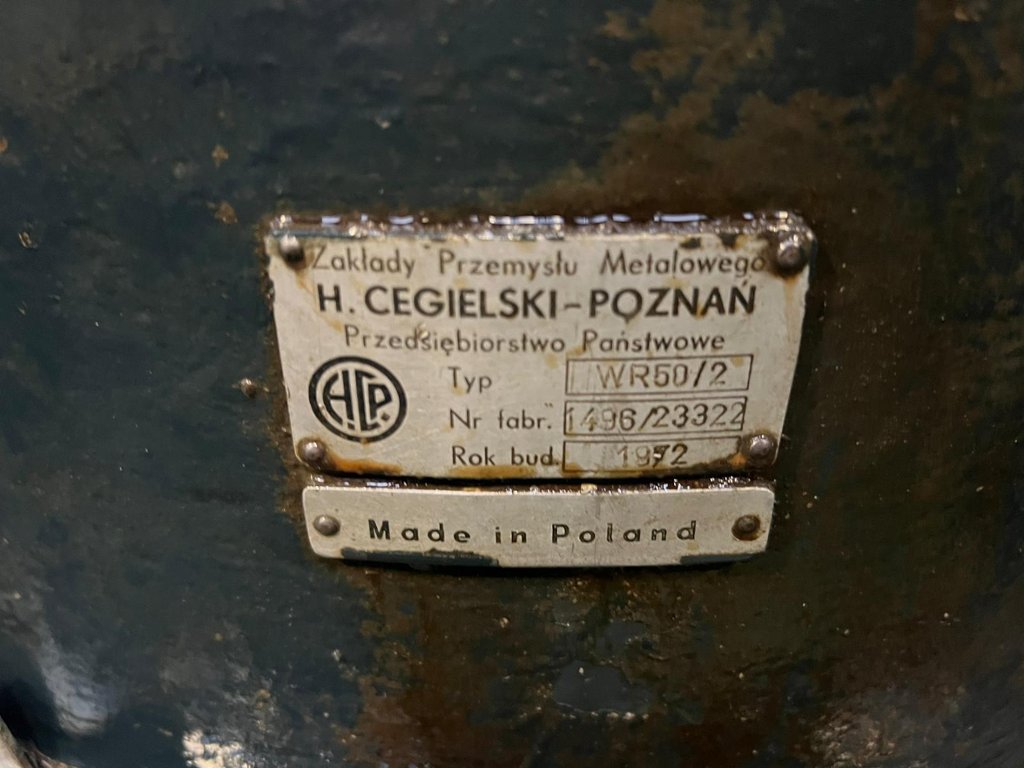 Zakłady Przemysłu Metalowego
H. CEGIELSKI-POZNAŃ
Przedsiębiorstwo Państwowe
H.C.P.
Typ WR50/2
Nr fabr. 1496/23322
Rok bud. 1972
Made in Poland